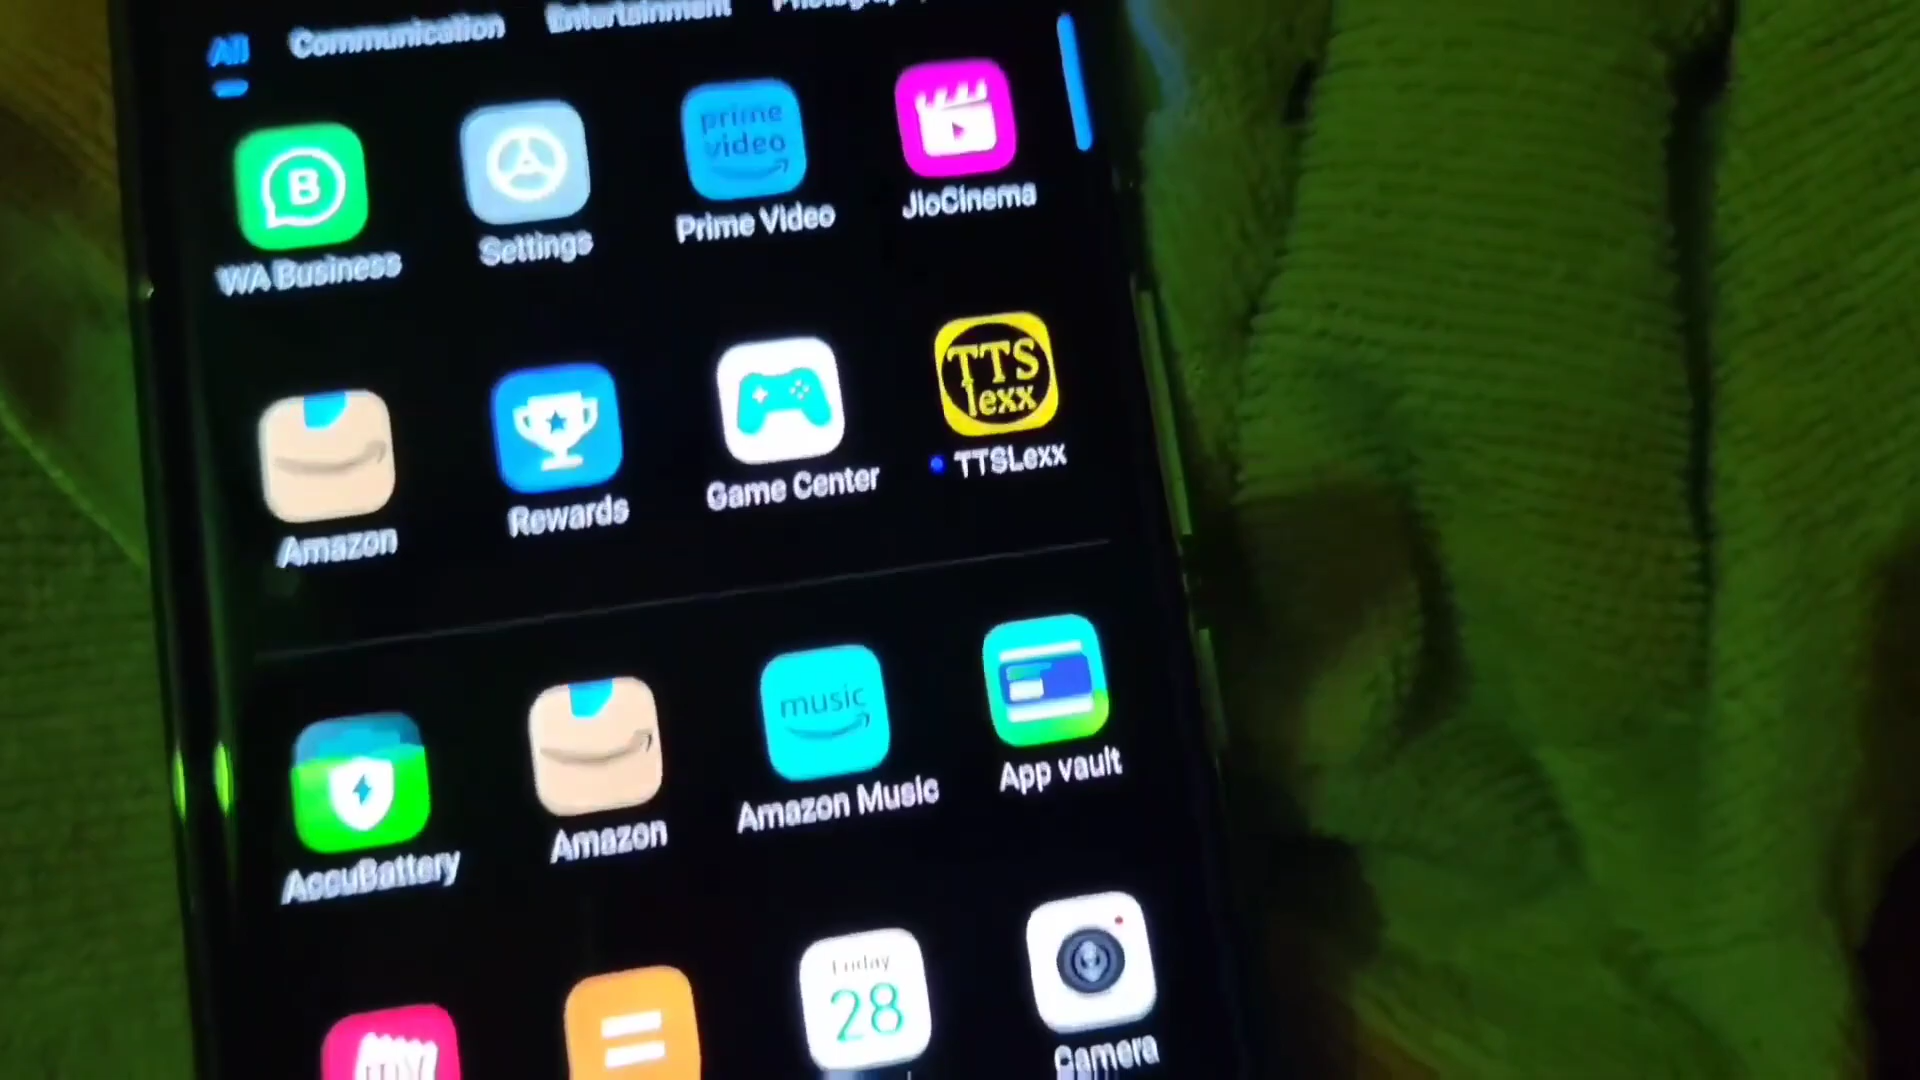 All Communication Entertainment
B
prime
video
WA Business Settings Prime Video JioCinema
TTS
lexx
Amazon Rewards Game Center TTSLexx
music
AccuBattery Amazon Amazon Music App vault
my
Friday
28
Camera